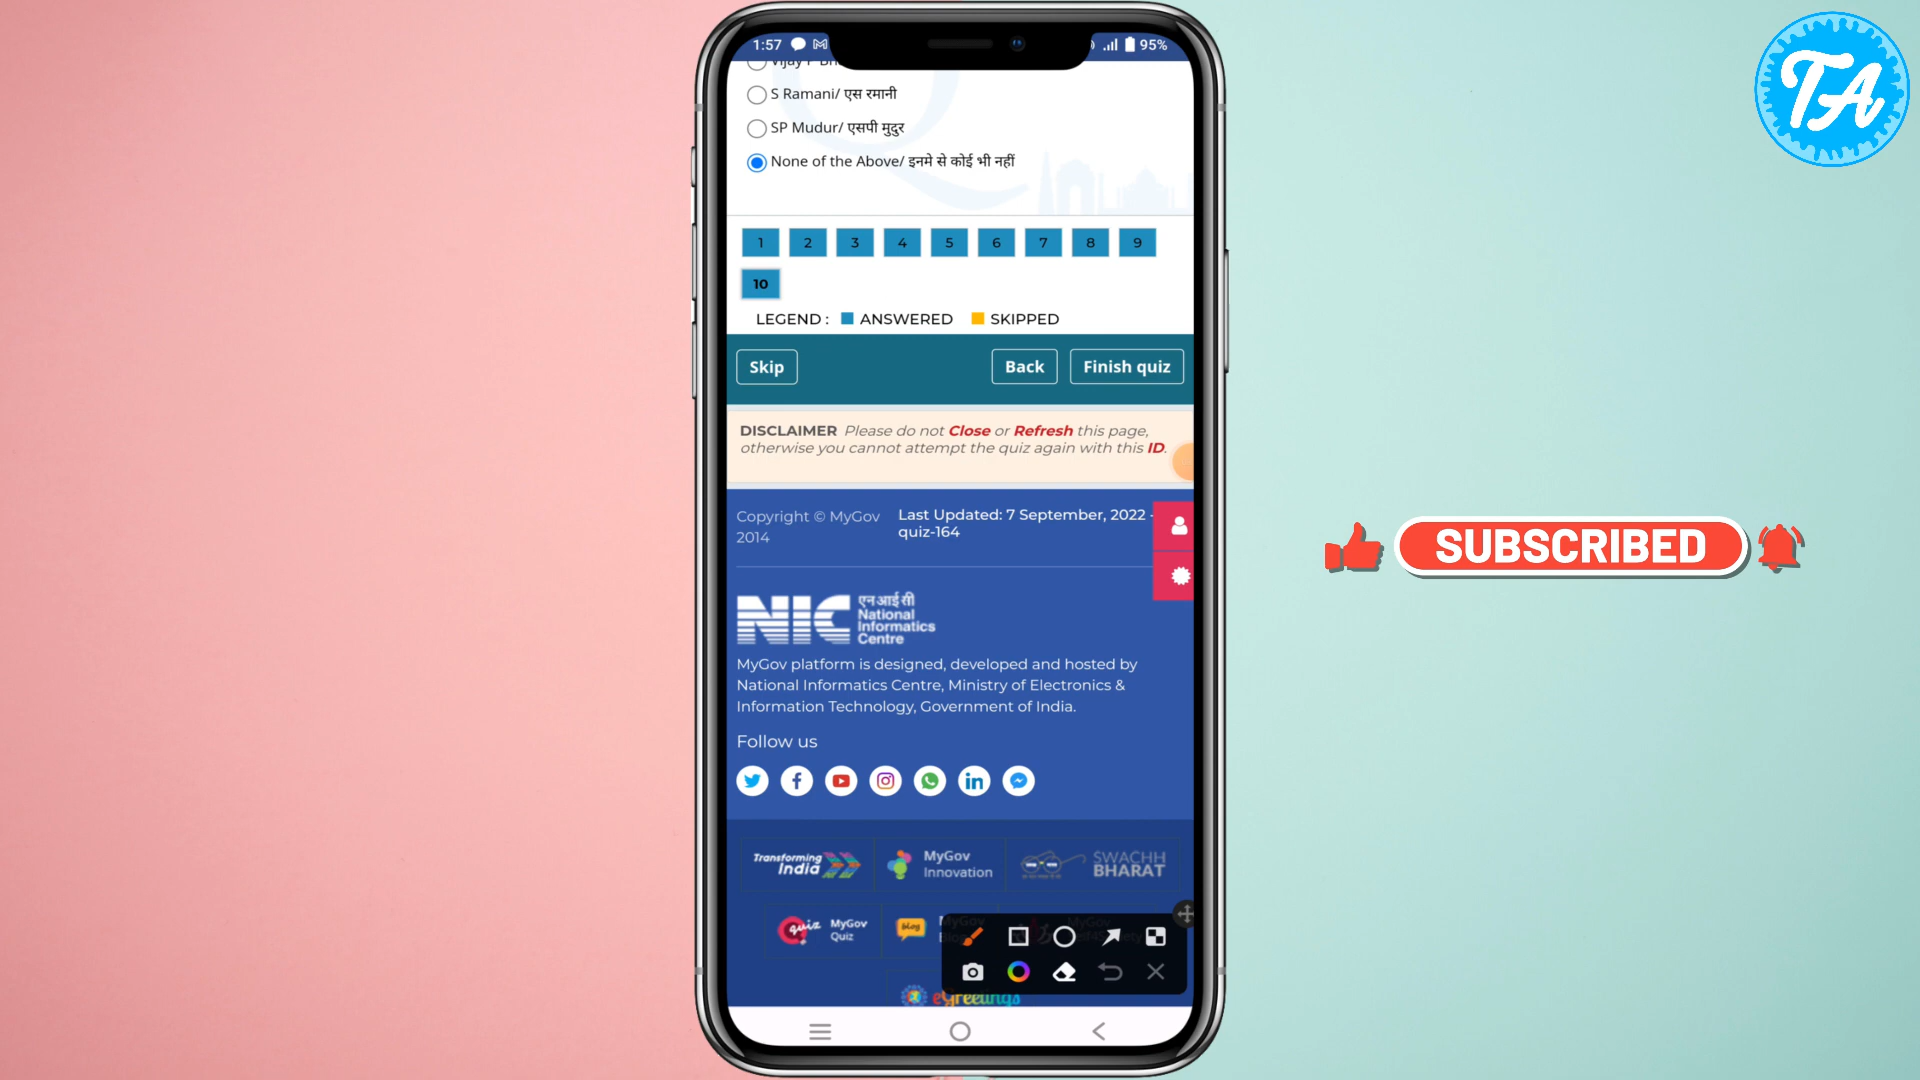 1:57 95%
TA
S Ramani/ एस रमानी
SP Mudur/ एसपी मुदुर
None of the Above/ इनमे से कोई भी नहीं
1 2 3 4 5 6 7 8 9
10
LEGEND : ANSWERED SKIPPED
Skip Back Finish quiz
DISCLAIMER Please do not Close or Refresh this page,
otherwise you cannot attempt the quiz again with this ID.
Copyright © MyGov
2014
Last Updated: 7 September, 2022 -
quiz-164
SUBSCRIBED
NIC
एनआईसी
National
Informatics
Centre
MyGov platform is designed, developed and hosted by
National Informatics Centre, Ministry of Electronics &
Information Technology, Government of India.
Follow us
Transforming
India
MyGov
Innovation
SWACHH
BHARAT
quiz
MyGov
Quiz
blog
MyGov
eGreetings